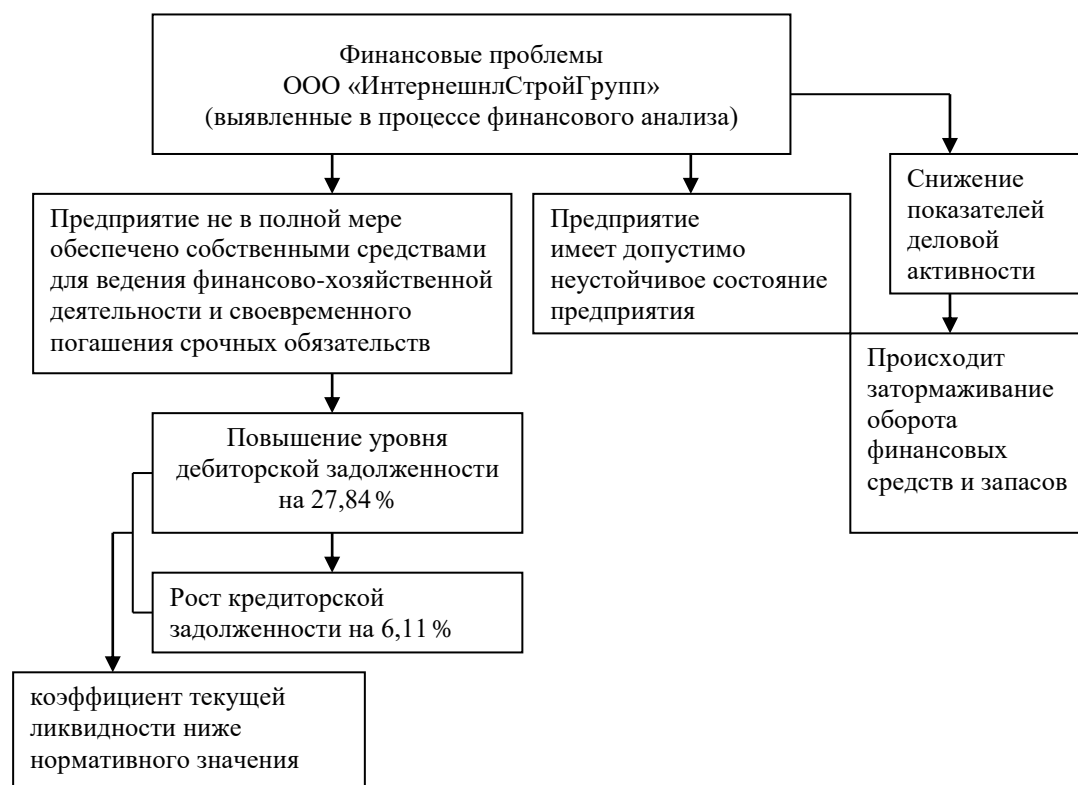 Финансовые проблемы
ООО «ИнтернешнлСтройГрупп»
(выявленные в процессе финансового анализа)
Предприятие не в полной мере
обеспечено собственными средствами
для ведения финансово-хозяйственной
деятельности и своевременного
погашения срочных обязательств
Предприятие
имеет допустимо
неустойчивое состояние
предприятия
Снижение
показателей
деловой
активности
Происходит
затормаживание
оборота
финансовых
средств и запасов
Повышение уровня
дебиторской задолженности
на 27,84 %
Рост кредиторской
задолженности на 6,11 %
коэффициент текущей
ликвидности ниже
нормативного значения